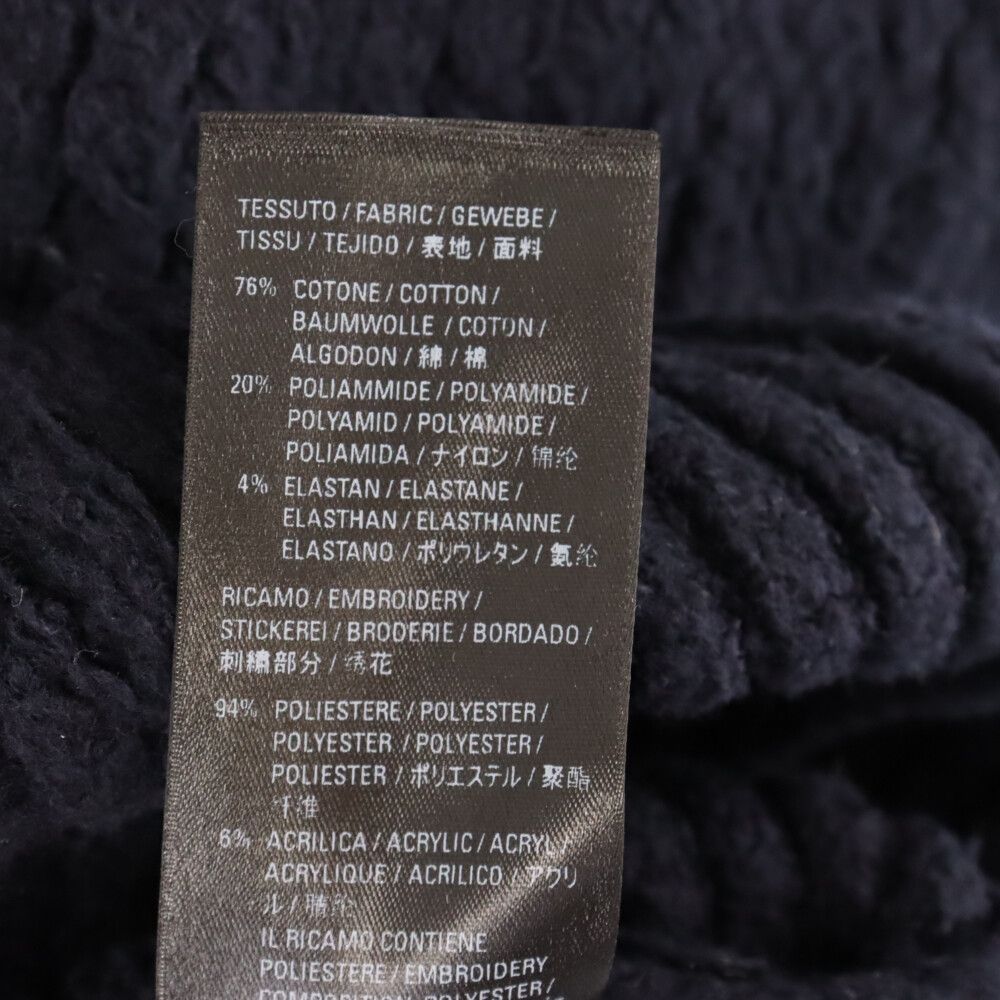 TESSUTO / FABRIC / GEWEBE /
TISSU / TEJIDO / 表地 / 面料
76% COTONE / COTTON /
BAUMWOLLE / COTON /
ALGODON / 綿 / 棉
20% POLIAMMIDE / POLYAMIDE /
POLYAMID / POLYAMIDE /
POLIAMIDA / ナイロン / 锦纶
4% ELASTAN / ELASTANE /
ELASTHAN / ELASTHANNE /
ELASTANO / ポリウレタン / 氨纶
RICAMO / EMBROIDERY /
STICKEREI / BRODERIE / BORDADO /
刺繍部分 / 绣花
94% POLIESTERE / POLYESTER /
POLYESTER / POLYESTER /
POLIESTER / ポリエステル / 聚酯
纤维
6% ACRILICA / ACRYLIC / ACRYL /
ACRYLIQUE / ACRILICO / アクリ
ル / 腈纶
IL RICAMO CONTIENE
POLIESTERE / EMBROIDERY
COMPOSITION POLYESTER /